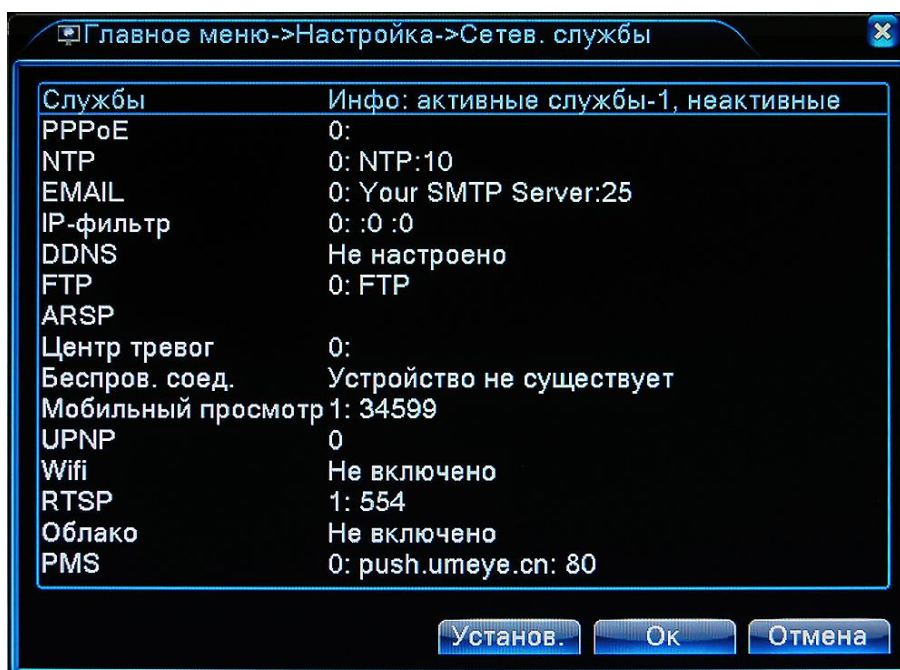 Главное меню->Настройка->Сетев. службы
Службы Инфо: активные службы-1, неактивные
PPPoE 0:
NTP 0: NTP:10
EMAIL 0: Your SMTP Server:25
IP-фильтр 0: :0 :0
DDNS Не настроено
FTP 0: FTP
ARSP
Центр тревог 0:
Беспров. соед. Устройство не существует
Мобильный просмотр 1: 34599
UPNP 0
Wifi Не включено
RTSP 1: 554
Облако Не включено
PMS 0: push.umeye.cn: 80
Установ. Ок Отмена